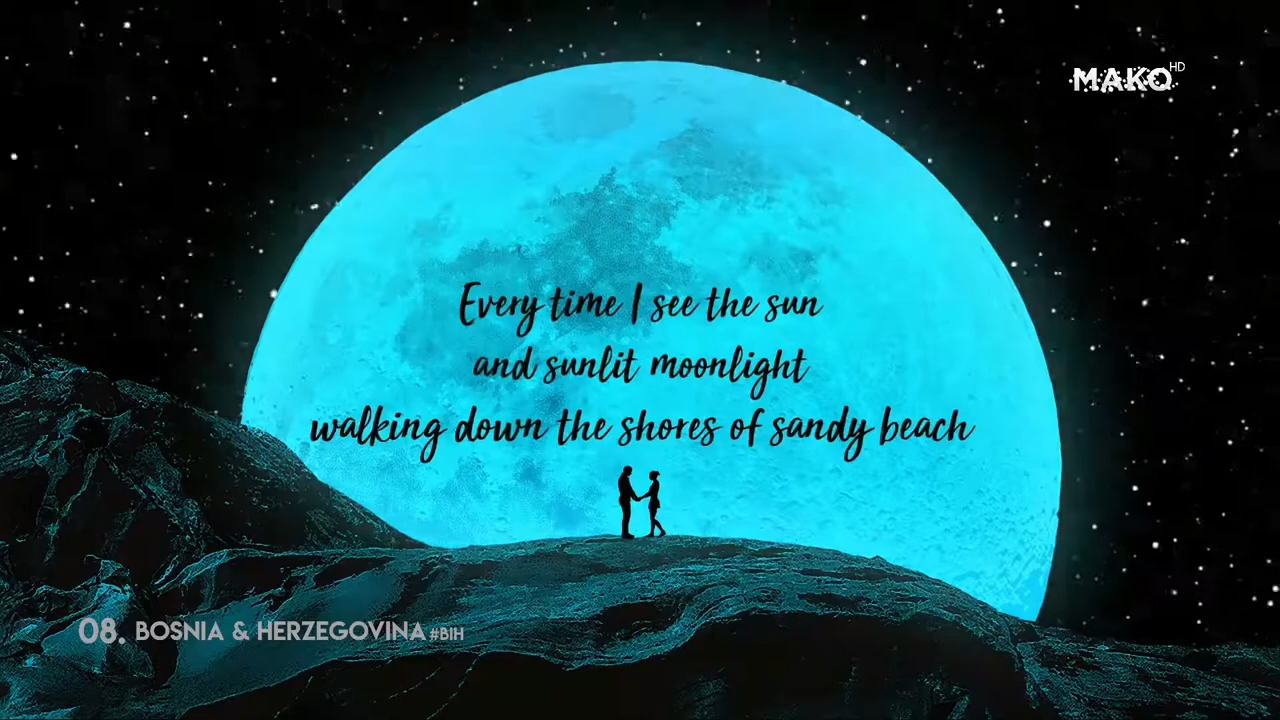 MAKO HD
Every time I see the sun
and sunlit moonlight
walking down the shores of sandy beach
08. BOSNIA & HERZEGOVINA #BIH